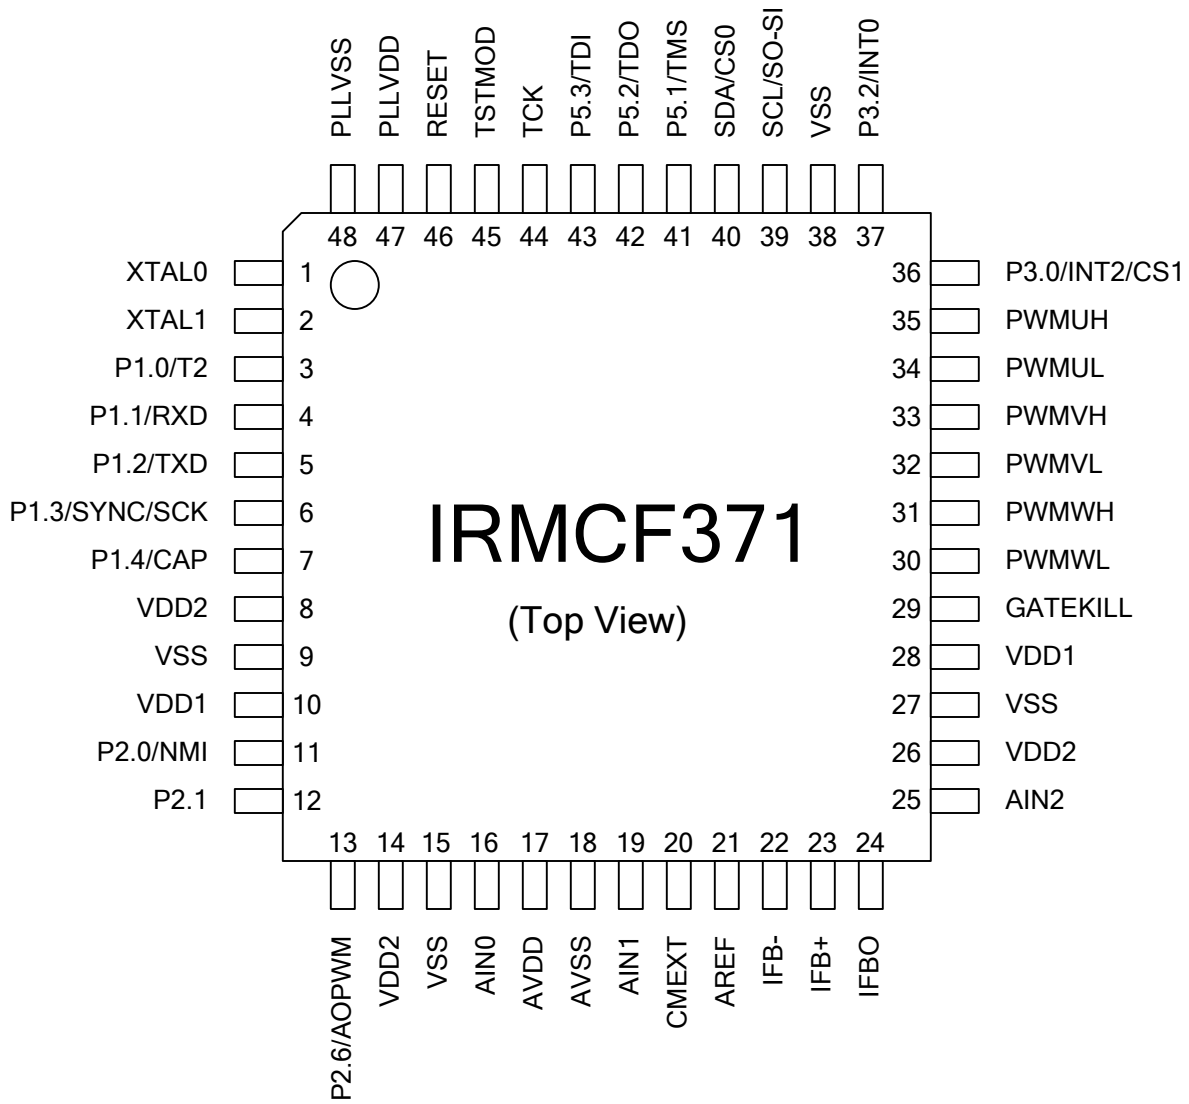 PLLVSS
PLLVDD
RESET
TSTMOD
TCK
P5.3/TDI
P5.2/TDO
P5.1/TMS
SDA/CS0
SCL/SO-SI
VSS
P3.2/INT0
48 47 46 45 44 43 42 41 40 39 38 37
XTAL0 1
36 P3.0/INT2/CS1
XTAL1 2
35 PWMUH
P1.0/T2 3
34 PWMUL
P1.1/RXD 4
33 PWMVH
P1.2/TXD 5
32 PWMVL
P1.3/SYNC/SCK 6
31 PWMWH
P1.4/CAP 7
30 PWMWL
VDD2 8
29 GATEKILL
VSS 9
28 VDD1
VDD1 10
27 VSS
P2.0/NMI 11
26 VDD2
P2.1 12
25 AIN2
IRMCF371
(Top View)
13 14 15 16 17 18 19 20 21 22 23 24
P2.6/AOPWM
VDD2
VSS
AIN0
AVDD
AVSS
AIN1
CMEXT
AREF
IFB-
IFB+
IFBO